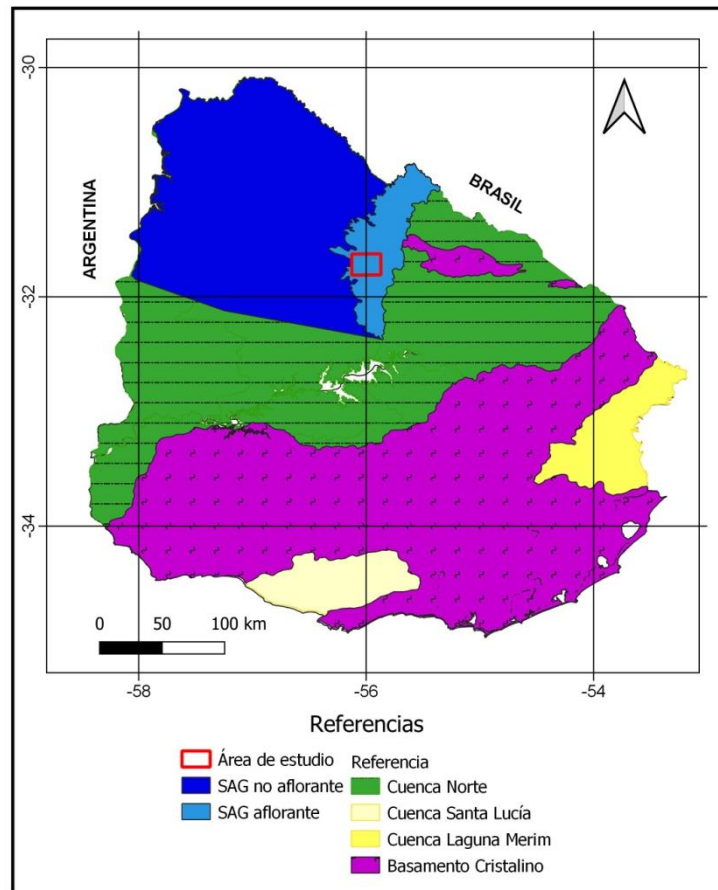 -30
ARGENTINA
BRASIL
-32
-34
0 50 100 km
-58 -56 -54
Referencias
Área de estudio
SAG no aflorante
SAG aflorante
Referencia
Cuenca Norte
Cuenca Santa Lucía
Cuenca Laguna Merim
Basamento Cristalino